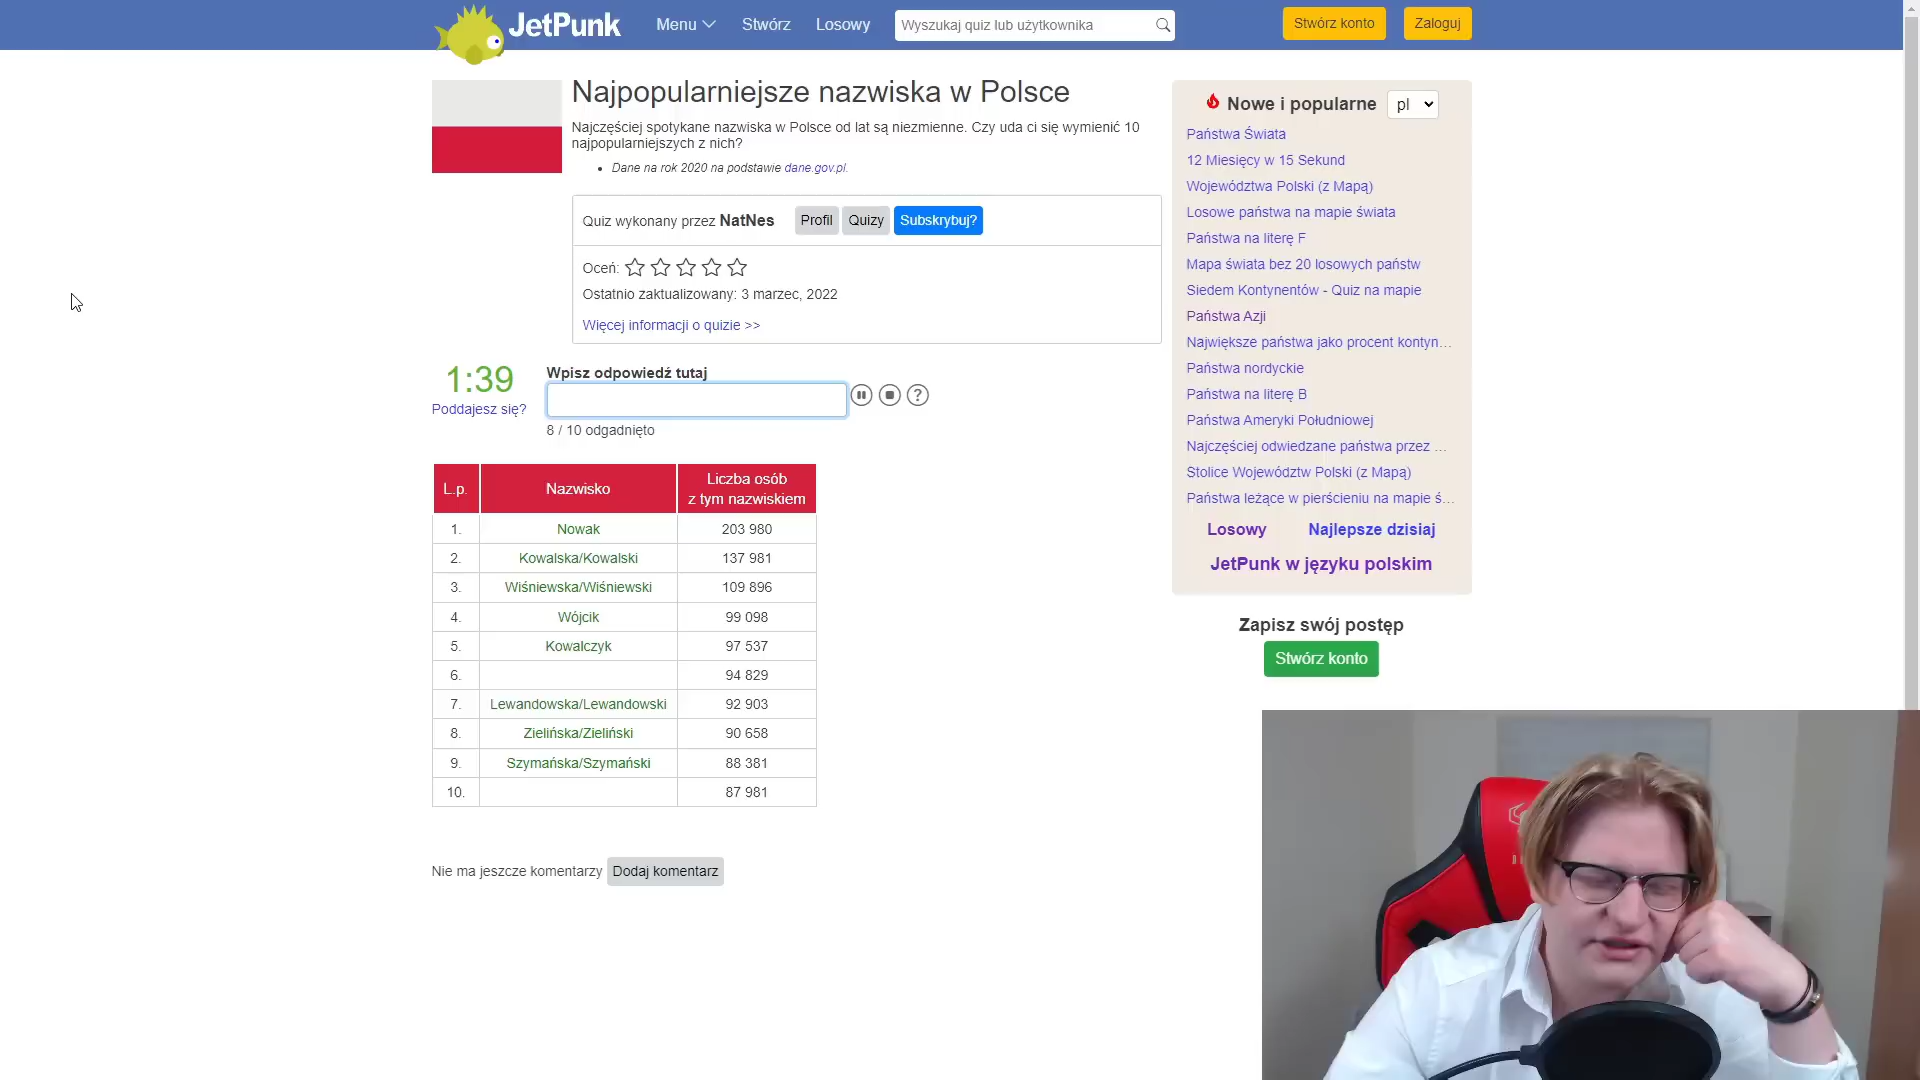 JetPunk
Menu
Stwórz
Losowy
Wyszukaj quiz lub użytkownika
Stwórz konto
Zaloguj
Najpopularniejsze nazwiska w Polsce
Najczęściej spotykane nazwiska w Polsce od lat są niezmienne. Czy uda ci się wymienić 10
najpopularniejszych z nich?
Dane na rok 2020 na podstawie dane.gov.pl.
Quiz wykonany przez NatNes Profil Quizy Subskrybuj?
Oceń:
Ostatnio zaktualizowany: 3 marzec, 2022
Więcej informacji o quizie >>
1:39
Poddajesz się?
Wpisz odpowiedź tutaj
8 / 10 odgadnięto
L.p. Nazwisko Liczba osób
z tym nazwiskiem
1. Nowak 203 980
2. Kowalska/Kowalski 137 981
3. Wiśniewska/Wiśniewski 109 896
4. Wójcik 99 098
5. Kowalczyk 97 537
6. 94 829
7. Lewandowska/Lewandowski 92 903
8. Zielińska/Zieliński 90 658
9. Szymańska/Szymański 88 381
10. 87 981
Nie ma jeszcze komentarzy Dodaj komentarz
Nowe i popularne pl
Państwa Świata
12 Miesięcy w 15 Sekund
Województwa Polski (z Mapą)
Losowe państwa na mapie świata
Państwa na literę F
Mapa świata bez 20 losowych państw
Siedem Kontynentów - Quiz na mapie
Państwa Azji
Największe państwa jako procent kontyn…
Państwa nordyckie
Państwa na literę B
Państwa Ameryki Południowej
Najczęściej odwiedzane państwa przez …
Stolice Województw Polski (z Mapą)
Państwa leżące w pierścieniu na mapie ś…
Losowy Najlepsze dzisiaj
JetPunk w języku polskim
Zapisz swój postęp
Stwórz konto